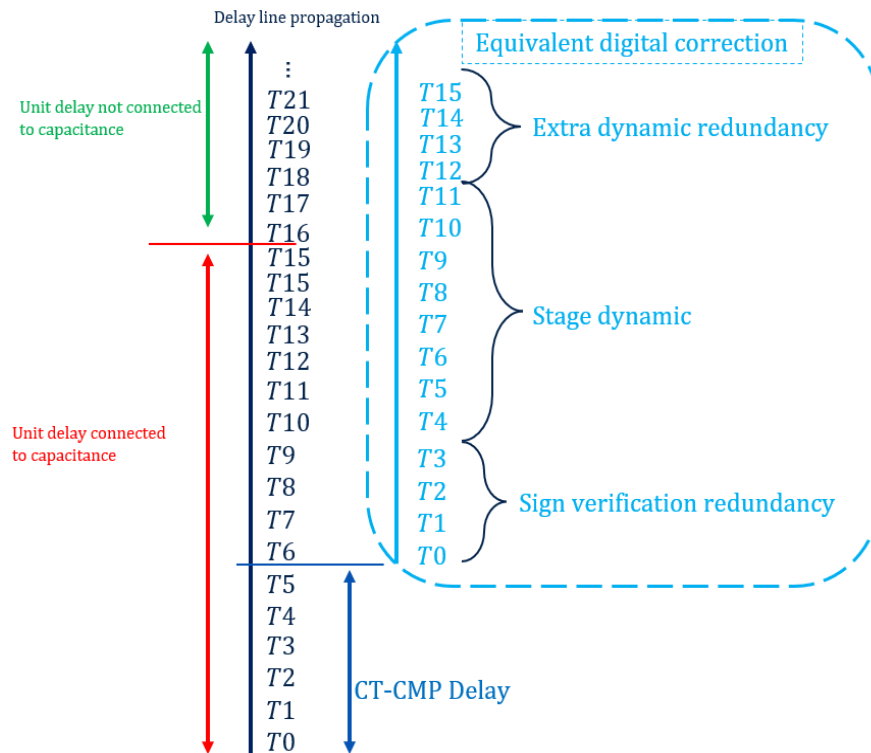 Delay line propagation
Equivalent digital correction
⋮
Unit delay not connected
to capacitance
T21
T20
T19
T18
T17
T16
T15
T15
T14
T13
T12
T11
T10
T9
T8
T7
T6
T5
T4
T3
T2
T1
T0
Unit delay connected
to capacitance
CT-CMP Delay
T15
T14
T13
T12
T11
T10
T9
T8
T7
T6
T5
T4
T3
T2
T1
T0
Extra dynamic redundancy
Stage dynamic
Sign verification redundancy